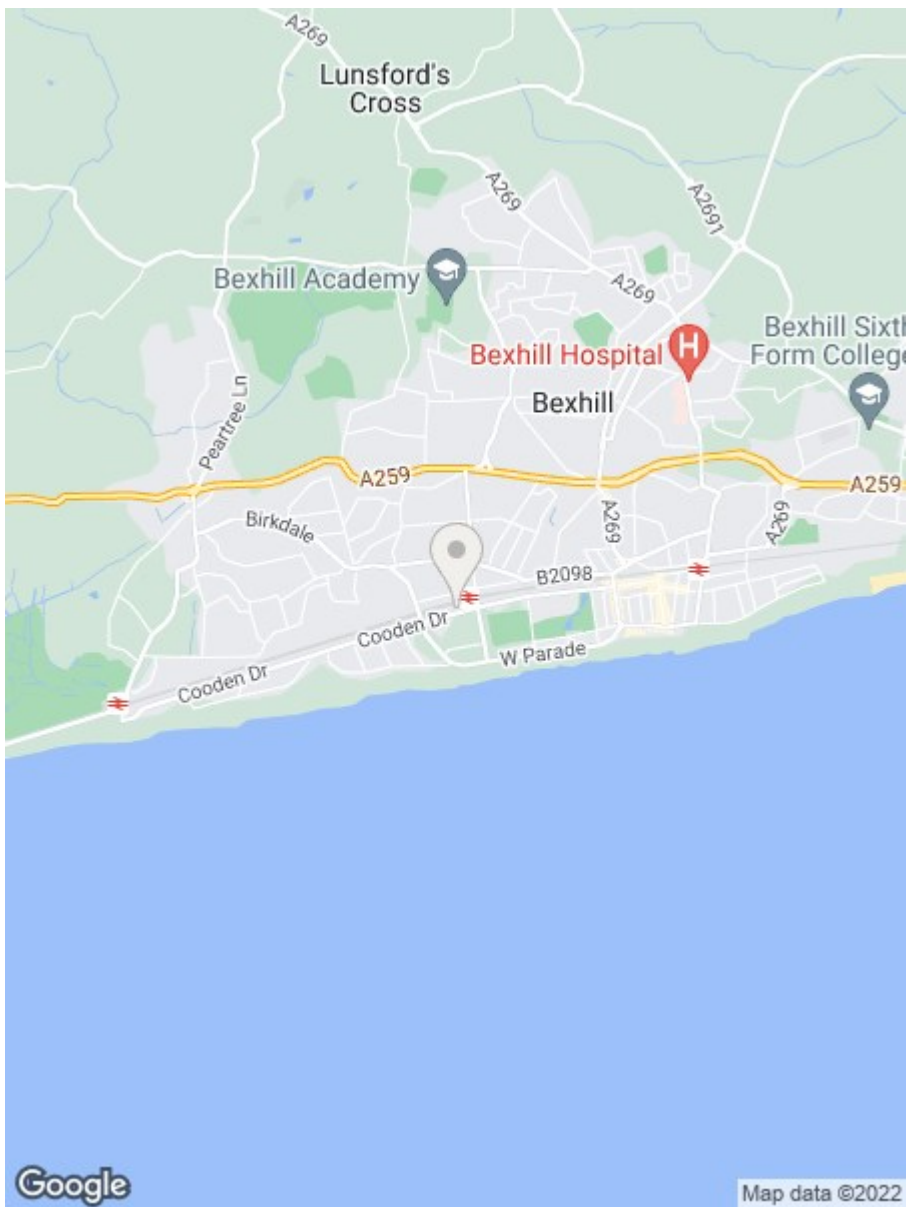 A269
Lunsford's
Cross
A269
A2691
Bexhill Academy
A269
Bexhill Sixth
Form College
Bexhill Hospital
H
Bexhill
Peartree Ln
A259
A259
Birkdale
A269
A269
B2098
Cooden Dr
W Parade
Cooden Dr
Google
Map data ©2022